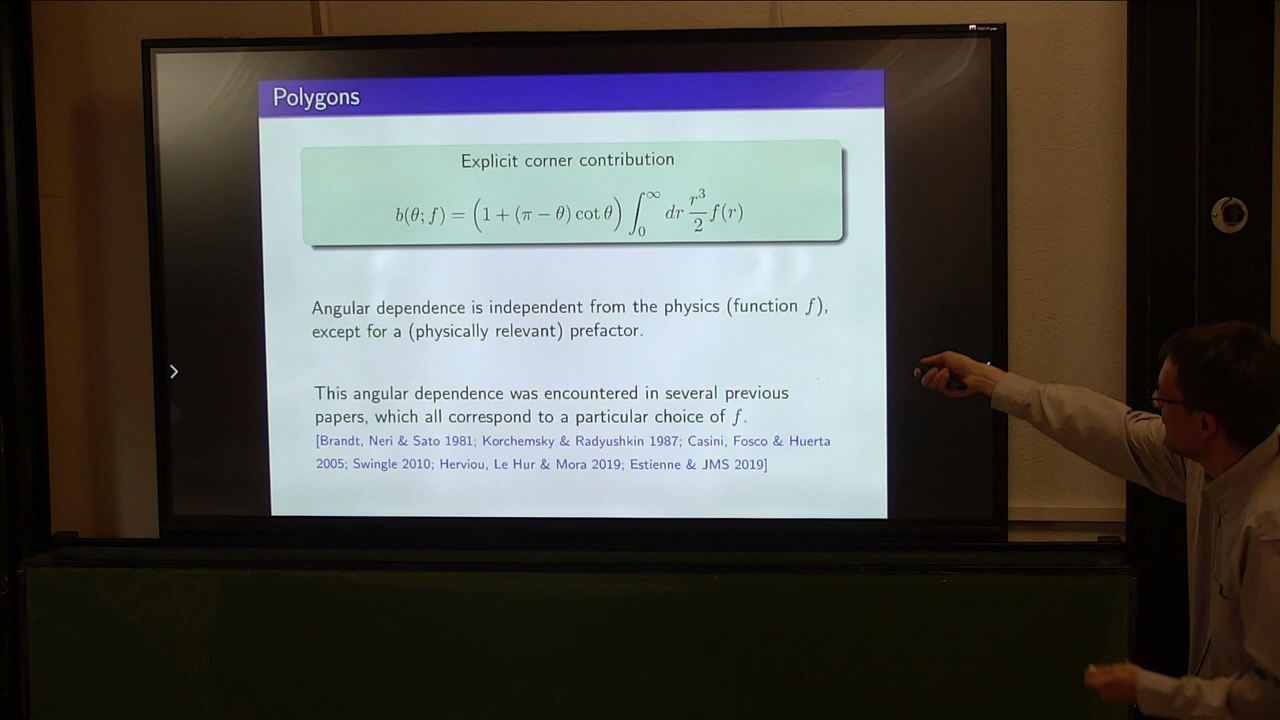 Polygons
Explicit corner contribution
b(θ; f) = (1 + (π − θ) cot θ) ∫₀^∞ dr r³/2 f(r)
Angular dependence is independent from the physics (function f),
except for a (physically relevant) prefactor.
This angular dependence was encountered in several previous
papers, which all correspond to a particular choice of f.
[Brandt, Neri & Sato 1981; Korchemsky & Radyushkin 1987; Casini, Fosco & Huerta
2005; Swingle 2010; Herviou, Le Hur & Mora 2019; Estienne & JMS 2019]